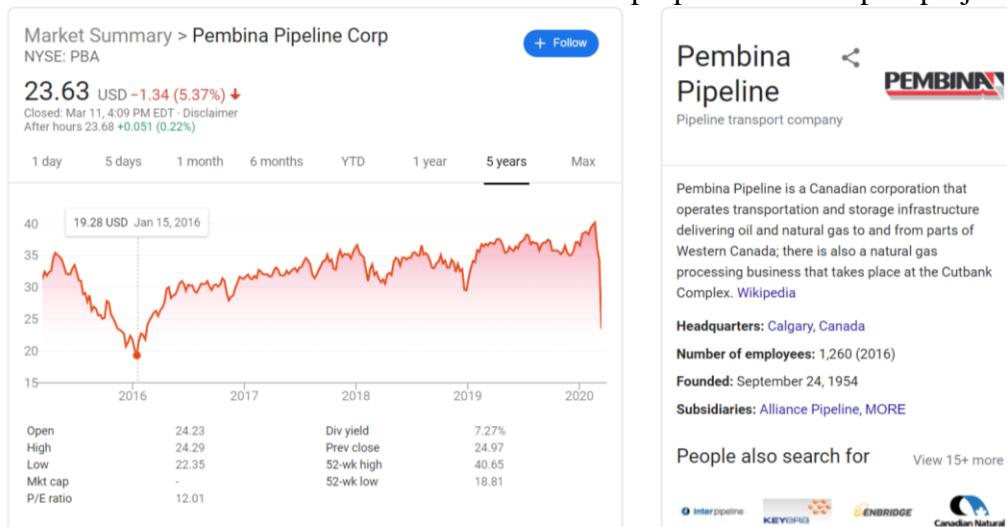 Market Summary > Pembina Pipeline Corp
NYSE: PBA
+ Follow
23.63 USD −1.34 (5.37%) ↓
Closed: Mar 11, 4:09 PM EDT · Disclaimer
After hours 23.68 +0.051 (0.22%)
1 day 5 days 1 month 6 months YTD 1 year 5 years Max
19.28 USD Jan 15, 2016
40
35
30
25
20
15
2016 2017 2018 2019 2020
Open 24.23 Div yield 7.27%
High 24.29 Prev close 24.97
Low 22.35 52-wk high 40.65
Mkt cap - 52-wk low 18.81
P/E ratio 12.01
Pembina
Pipeline
PEMBINA
Pipeline transport company
Pembina Pipeline is a Canadian corporation that
operates transportation and storage infrastructure
delivering oil and natural gas to and from parts of
Western Canada; there is also a natural gas
processing business that takes place at the Cutbank
Complex. Wikipedia
Headquarters: Calgary, Canada
Number of employees: 1,260 (2016)
Founded: September 24, 1954
Subsidiaries: Alliance Pipeline, MORE
People also search for View 15+ more
Interpipeline
KEYERA
ENBRIDGE
Canadian Natural